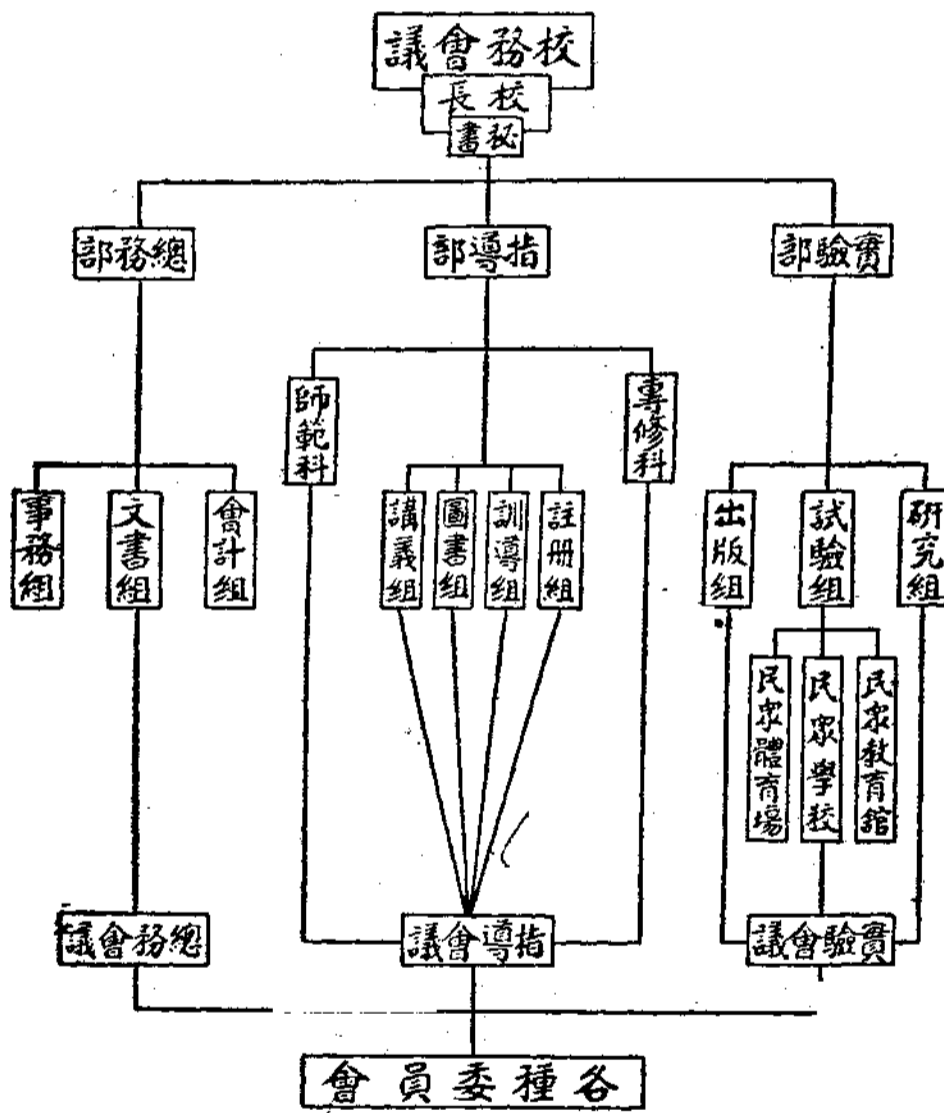 校務會議
校長
秘書
實驗部
指導部
總務部
專修科
師範科
研究組
試驗組
出版組
註册組
訓導組
圖書組
講義組
會計組
文書組
事務組
民眾教育館
民眾學校
民眾體育場
實驗會議
指導會議
總務會議
各種委員會